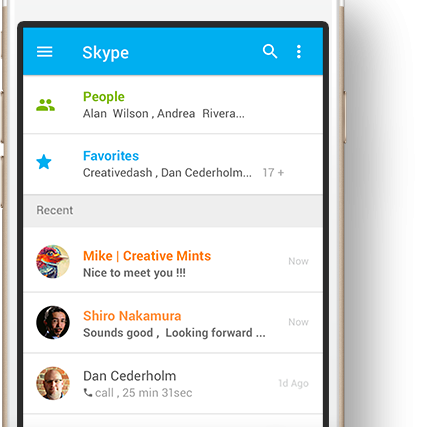 Skype
People
Alan Wilson , Andrea Rivera...
Favorites
Creativedash , Dan Cederholm... 17 +
Recent
Mike | Creative Mints
Now
Nice to meet you !!!
Shiro Nakamura
Now
Sounds good , Looking forward ...
Dan Cederholm
1d Ago
call , 25 min 31sec